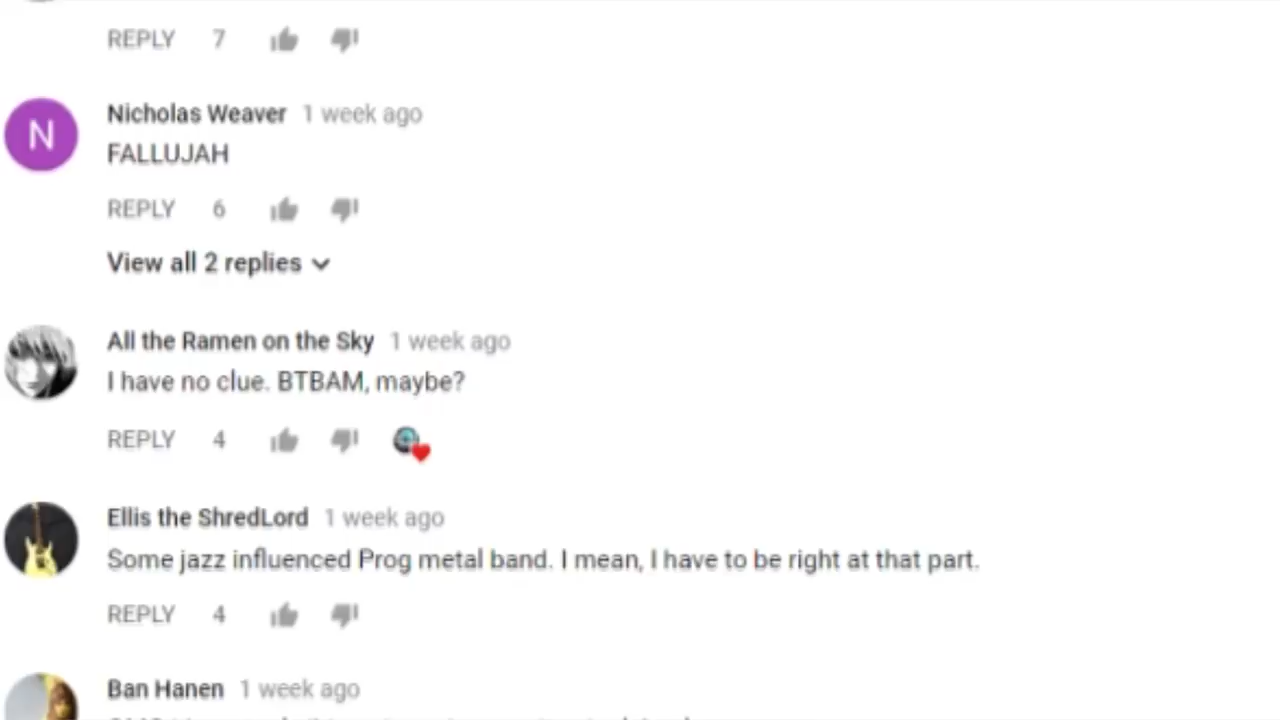 REPLY 7
Nicholas Weaver 1 week ago
FALLUJAH
REPLY 6
View all 2 replies
All the Ramen on the Sky 1 week ago
I have no clue. BTBAM, maybe?
REPLY 4
Ellis the ShredLord 1 week ago
Some jazz influenced Prog metal band. I mean, I have to be right at that part.
REPLY 4
Ban Hanen 1 week ago